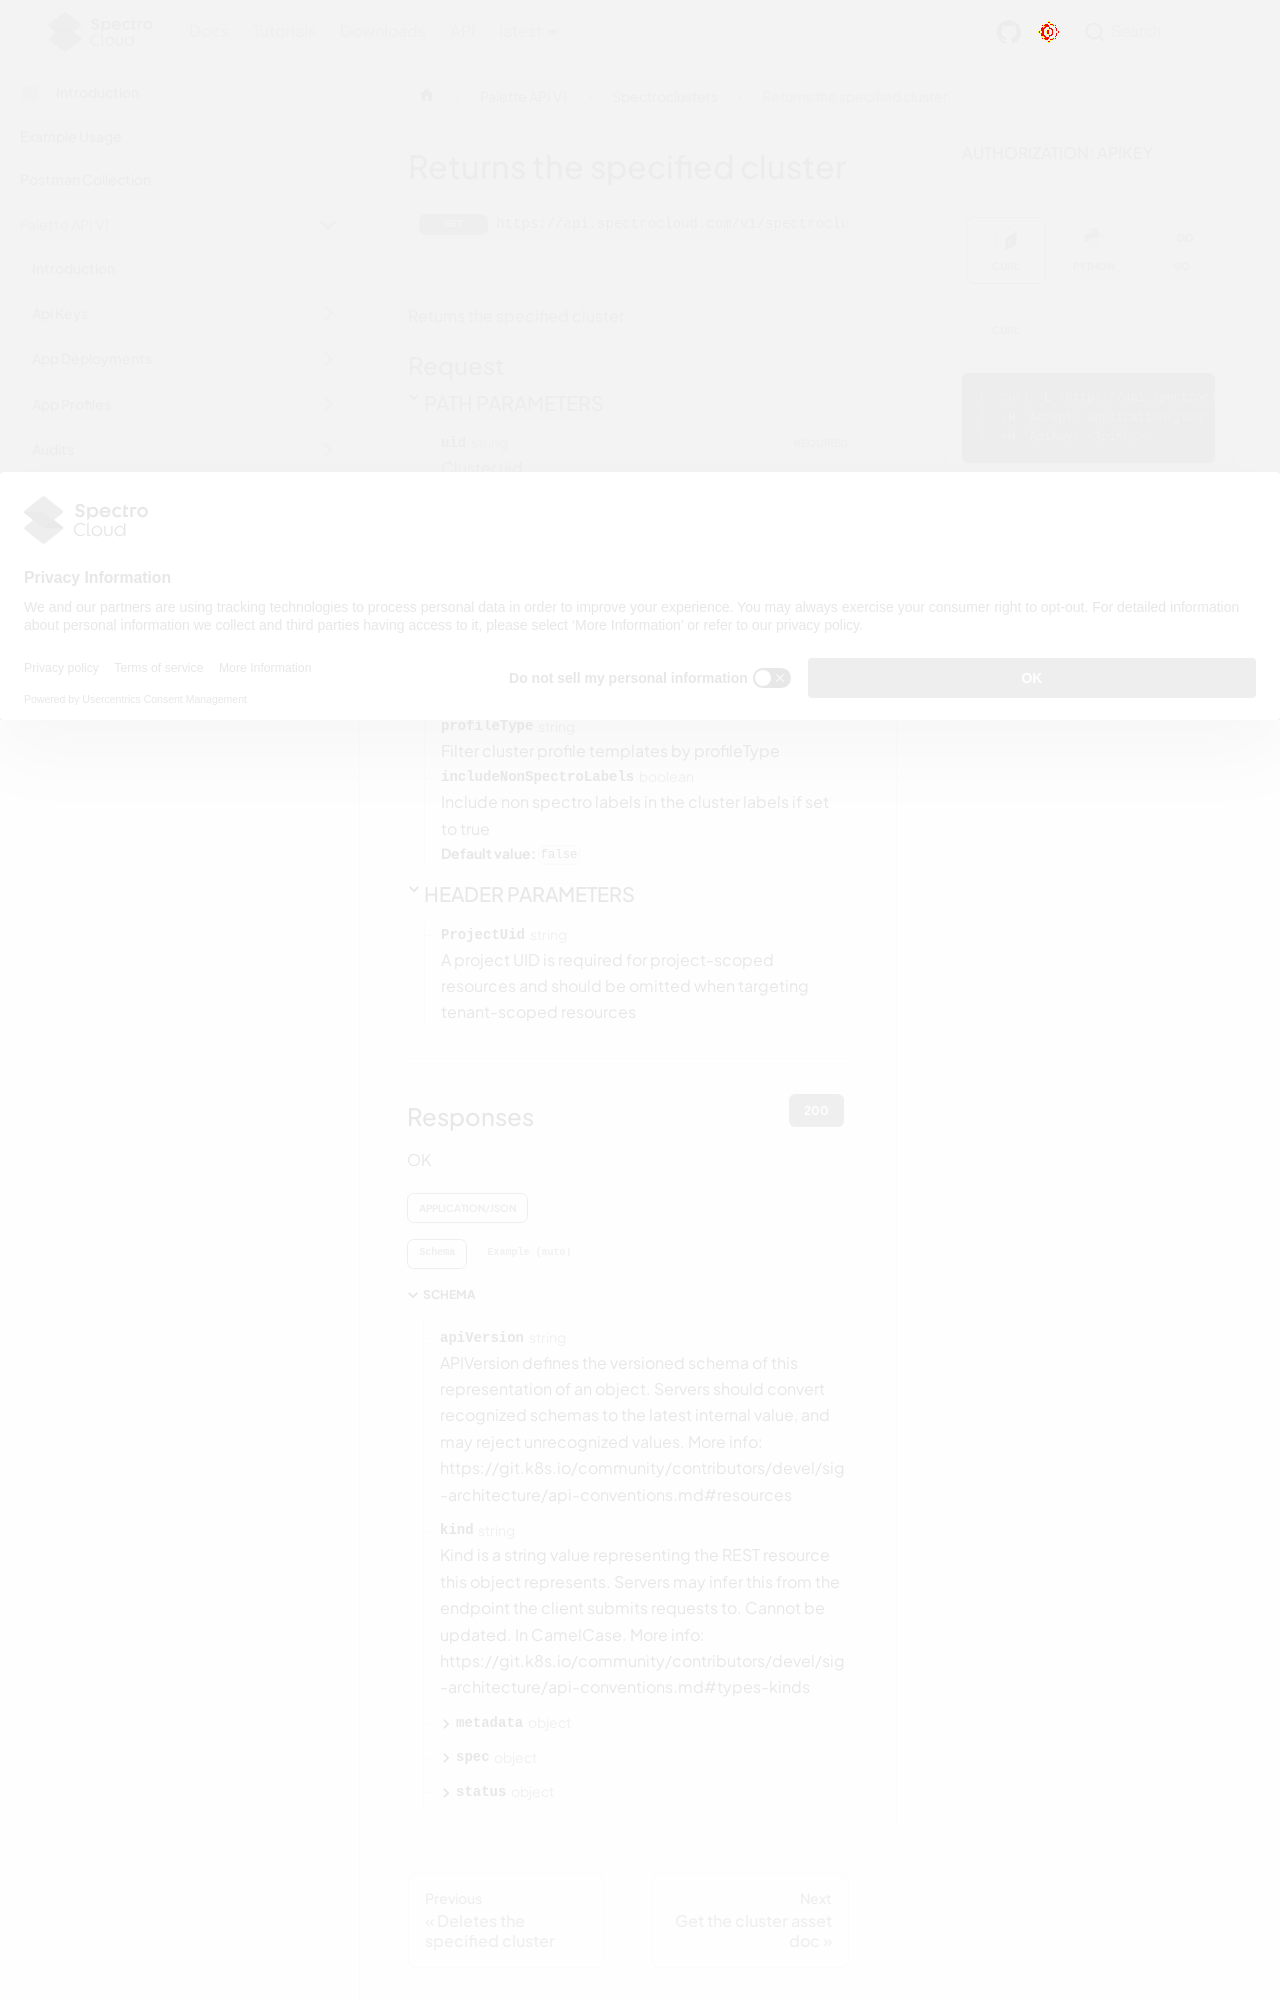 Spectro
Cloud
Docs
Tutorials
Downloads
API
latest
Search
Introduction
Example Usage
Postman Collection
Palette API V1
Introduction
Api Keys
App Deployments
App Profiles
Audits
Palette API V1
Spectroclusters
Returns the specified cluster
Returns the specified cluster
GET
Returns the specified cluster
Request
PATH PARAMETERS
uid string
REQUIRED
Cluster uid
AUTHORIZATION: APIKEY
CURL
PYTHON
GO
CURL
Spectro
Cloud
Privacy Information
We and our partners are using tracking technologies to process personal data in order to improve your experience. You may always exercise your consumer right to opt-out. For detailed information
about personal information we collect and third parties having access to it, please select ‘More Information’ or refer to our privacy policy.
Privacy policy
Terms of service
More Information
Do not sell my personal information
OK
Powered by Usercentrics Consent Management
profileType string
Filter cluster profile templates by profileType
includeNonSpectroLabels boolean
Include non spectro labels in the cluster labels if set
to true
Default value: false
HEADER PARAMETERS
ProjectUid string
A project UID is required for project-scoped
resources and should be omitted when targeting
tenant-scoped resources
Responses
200
OK
APPLICATION/JSON
Schema
Example (auto)
SCHEMA
apiVersion string
APIVersion defines the versioned schema of this
representation of an object. Servers should convert
recognized schemas to the latest internal value, and
may reject unrecognized values. More info:
https://git.k8s.io/community/contributors/devel/sig
-architecture/api-conventions.md#resources
kind string
Kind is a string value representing the REST resource
this object represents. Servers may infer this from the
endpoint the client submits requests to. Cannot be
updated. In CamelCase. More info:
https://git.k8s.io/community/contributors/devel/sig
-architecture/api-conventions.md#types-kinds
metadata object
spec object
status object
Previous
« Deletes the
specified cluster
Next
Get the cluster asset
doc »